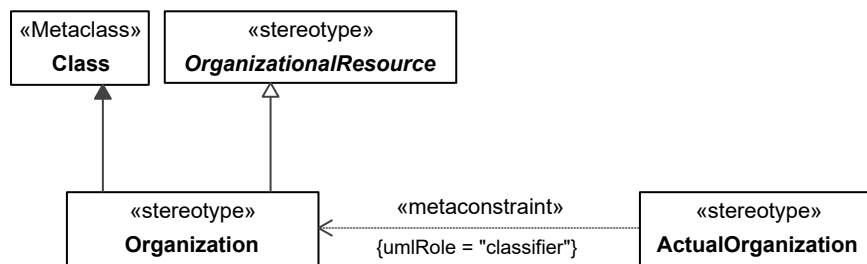 «Metaclass»
Class
«stereotype»
OrganizationalResource
«stereotype»
Organization
«metaconstraint»
{umlRole = "classifier"}
«stereotype»
ActualOrganization